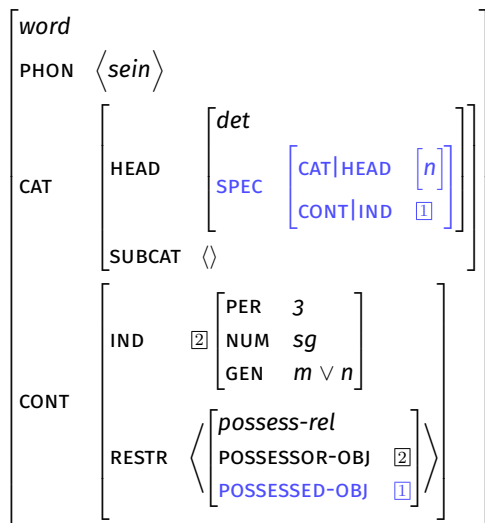 word
PHON ⟨sein⟩
det
HEAD
SPEC
CAT|HEAD [n]
CONT|IND 1
CAT
SUBCAT ⟨⟩
PER 3
IND 2 NUM sg
GEN m ∨ n
CONT
possess-rel
RESTR ⟨ POSSESSOR-OBJ 2 ⟩
POSSESSED-OBJ 1